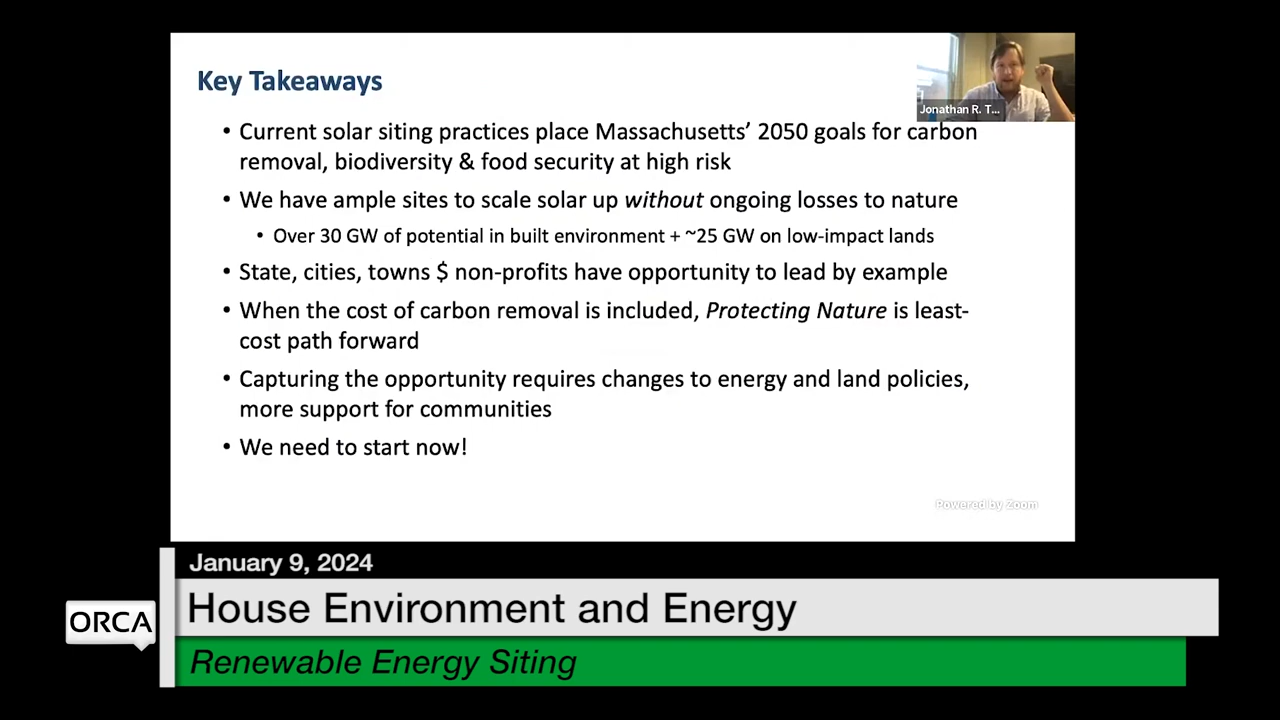 Key Takeaways
Jonathan R. T...
• Current solar siting practices place Massachusetts' 2050 goals for carbon
removal, biodiversity & food security at high risk
• We have ample sites to scale solar up without ongoing losses to nature
• Over 30 GW of potential in built environment + ~25 GW on low-impact lands
• State, cities, towns $ non-profits have opportunity to lead by example
• When the cost of carbon removal is included, Protecting Nature is least-
cost path forward
• Capturing the opportunity requires changes to energy and land policies,
more support for communities
• We need to start now!
Powered by Zoom
January 9, 2024
ORCA
House Environment and Energy
Renewable Energy Siting